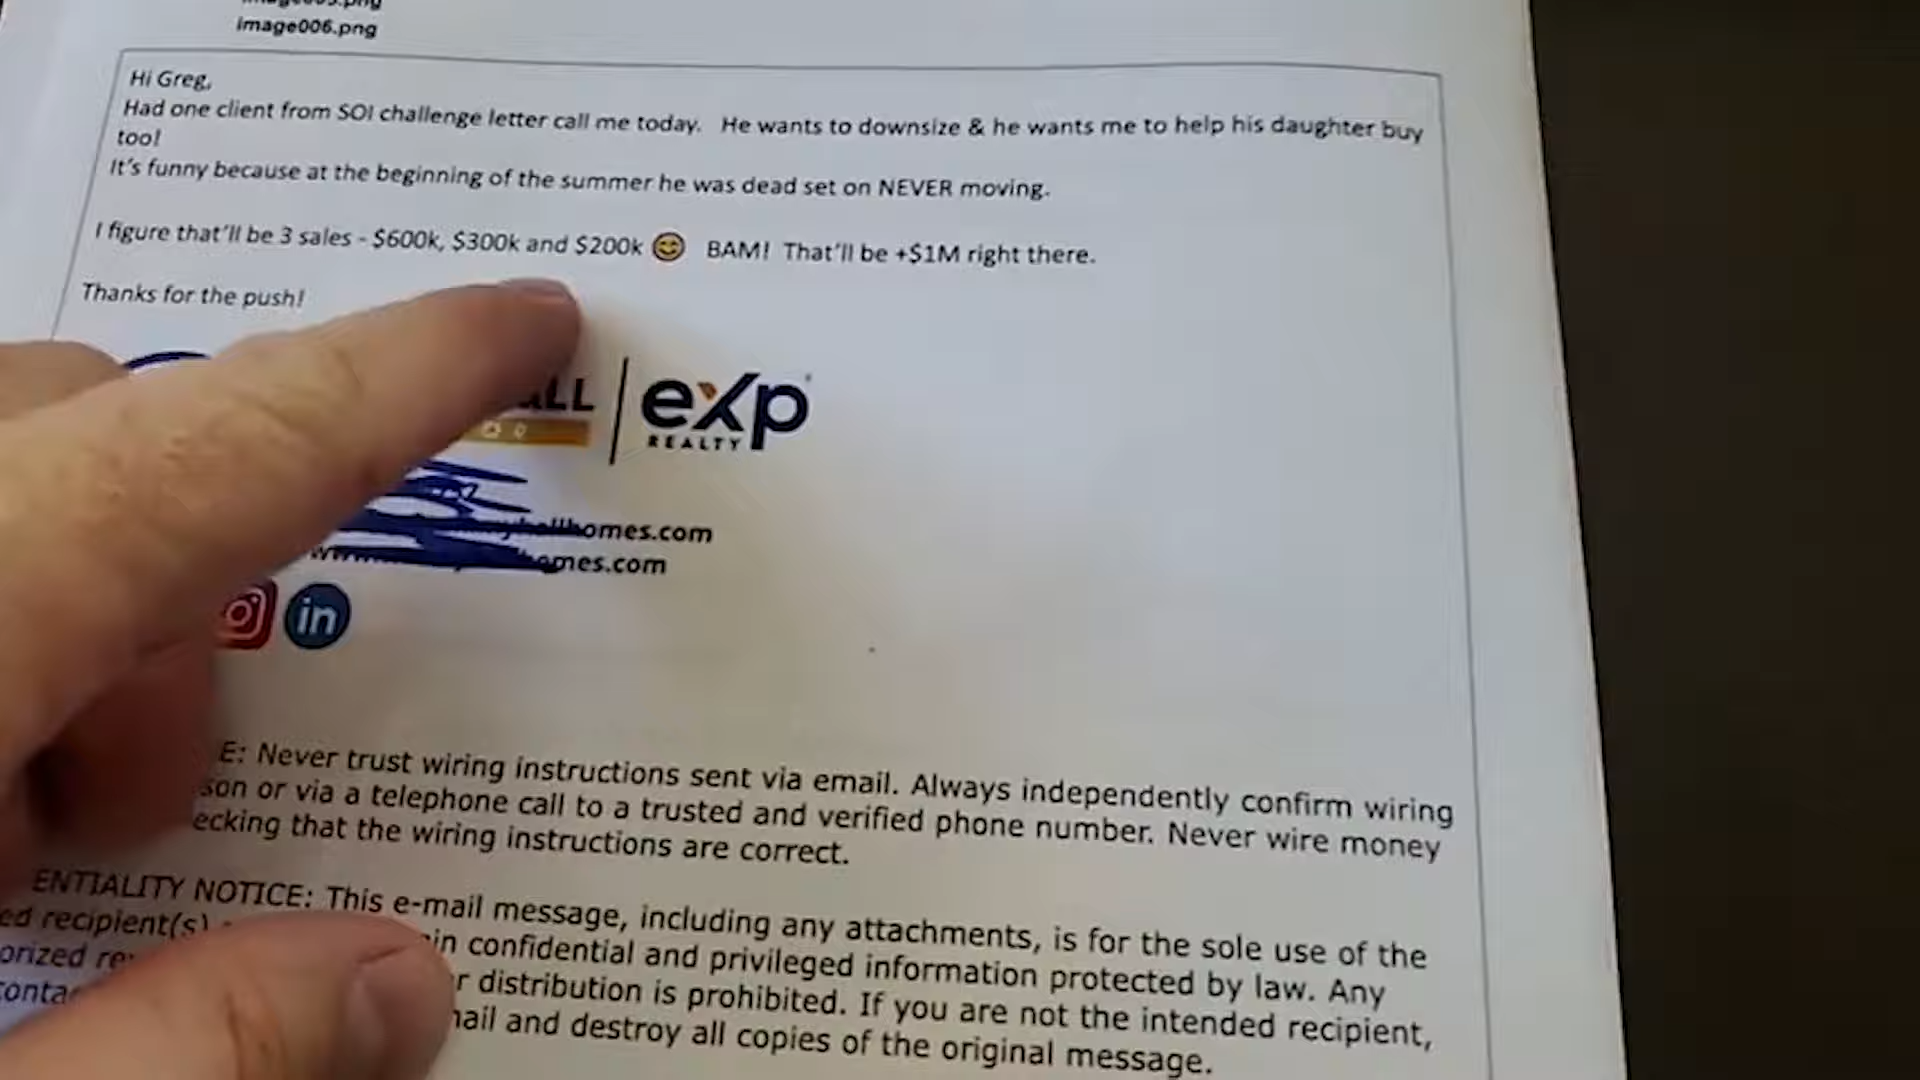 image006.png
Hi Greg,
Had one client from SOI challenge letter call me today. He wants to downsize & he wants me to help his daughter buy
too!
It's funny because at the beginning of the summer he was dead set on NEVER moving.
I figure that'll be 3 sales - $600k, $300k and $200k 😊 BAM! That'll be +$1M right there.
Thanks for the push!
LL
eXp
REALTY
homes.com
omes.com
in
E: Never trust wiring instructions sent via email. Always independently confirm wiring
son or via a telephone call to a trusted and verified phone number. Never wire money
ecking that the wiring instructions are correct.
ENTIALITY NOTICE: This e-mail message, including any attachments, is for the sole use of the
ed recipient(s) in confidential and privileged information protected by law. Any
orized re r distribution is prohibited. If you are not the intended recipient,
conta ail and destroy all copies of the original message.